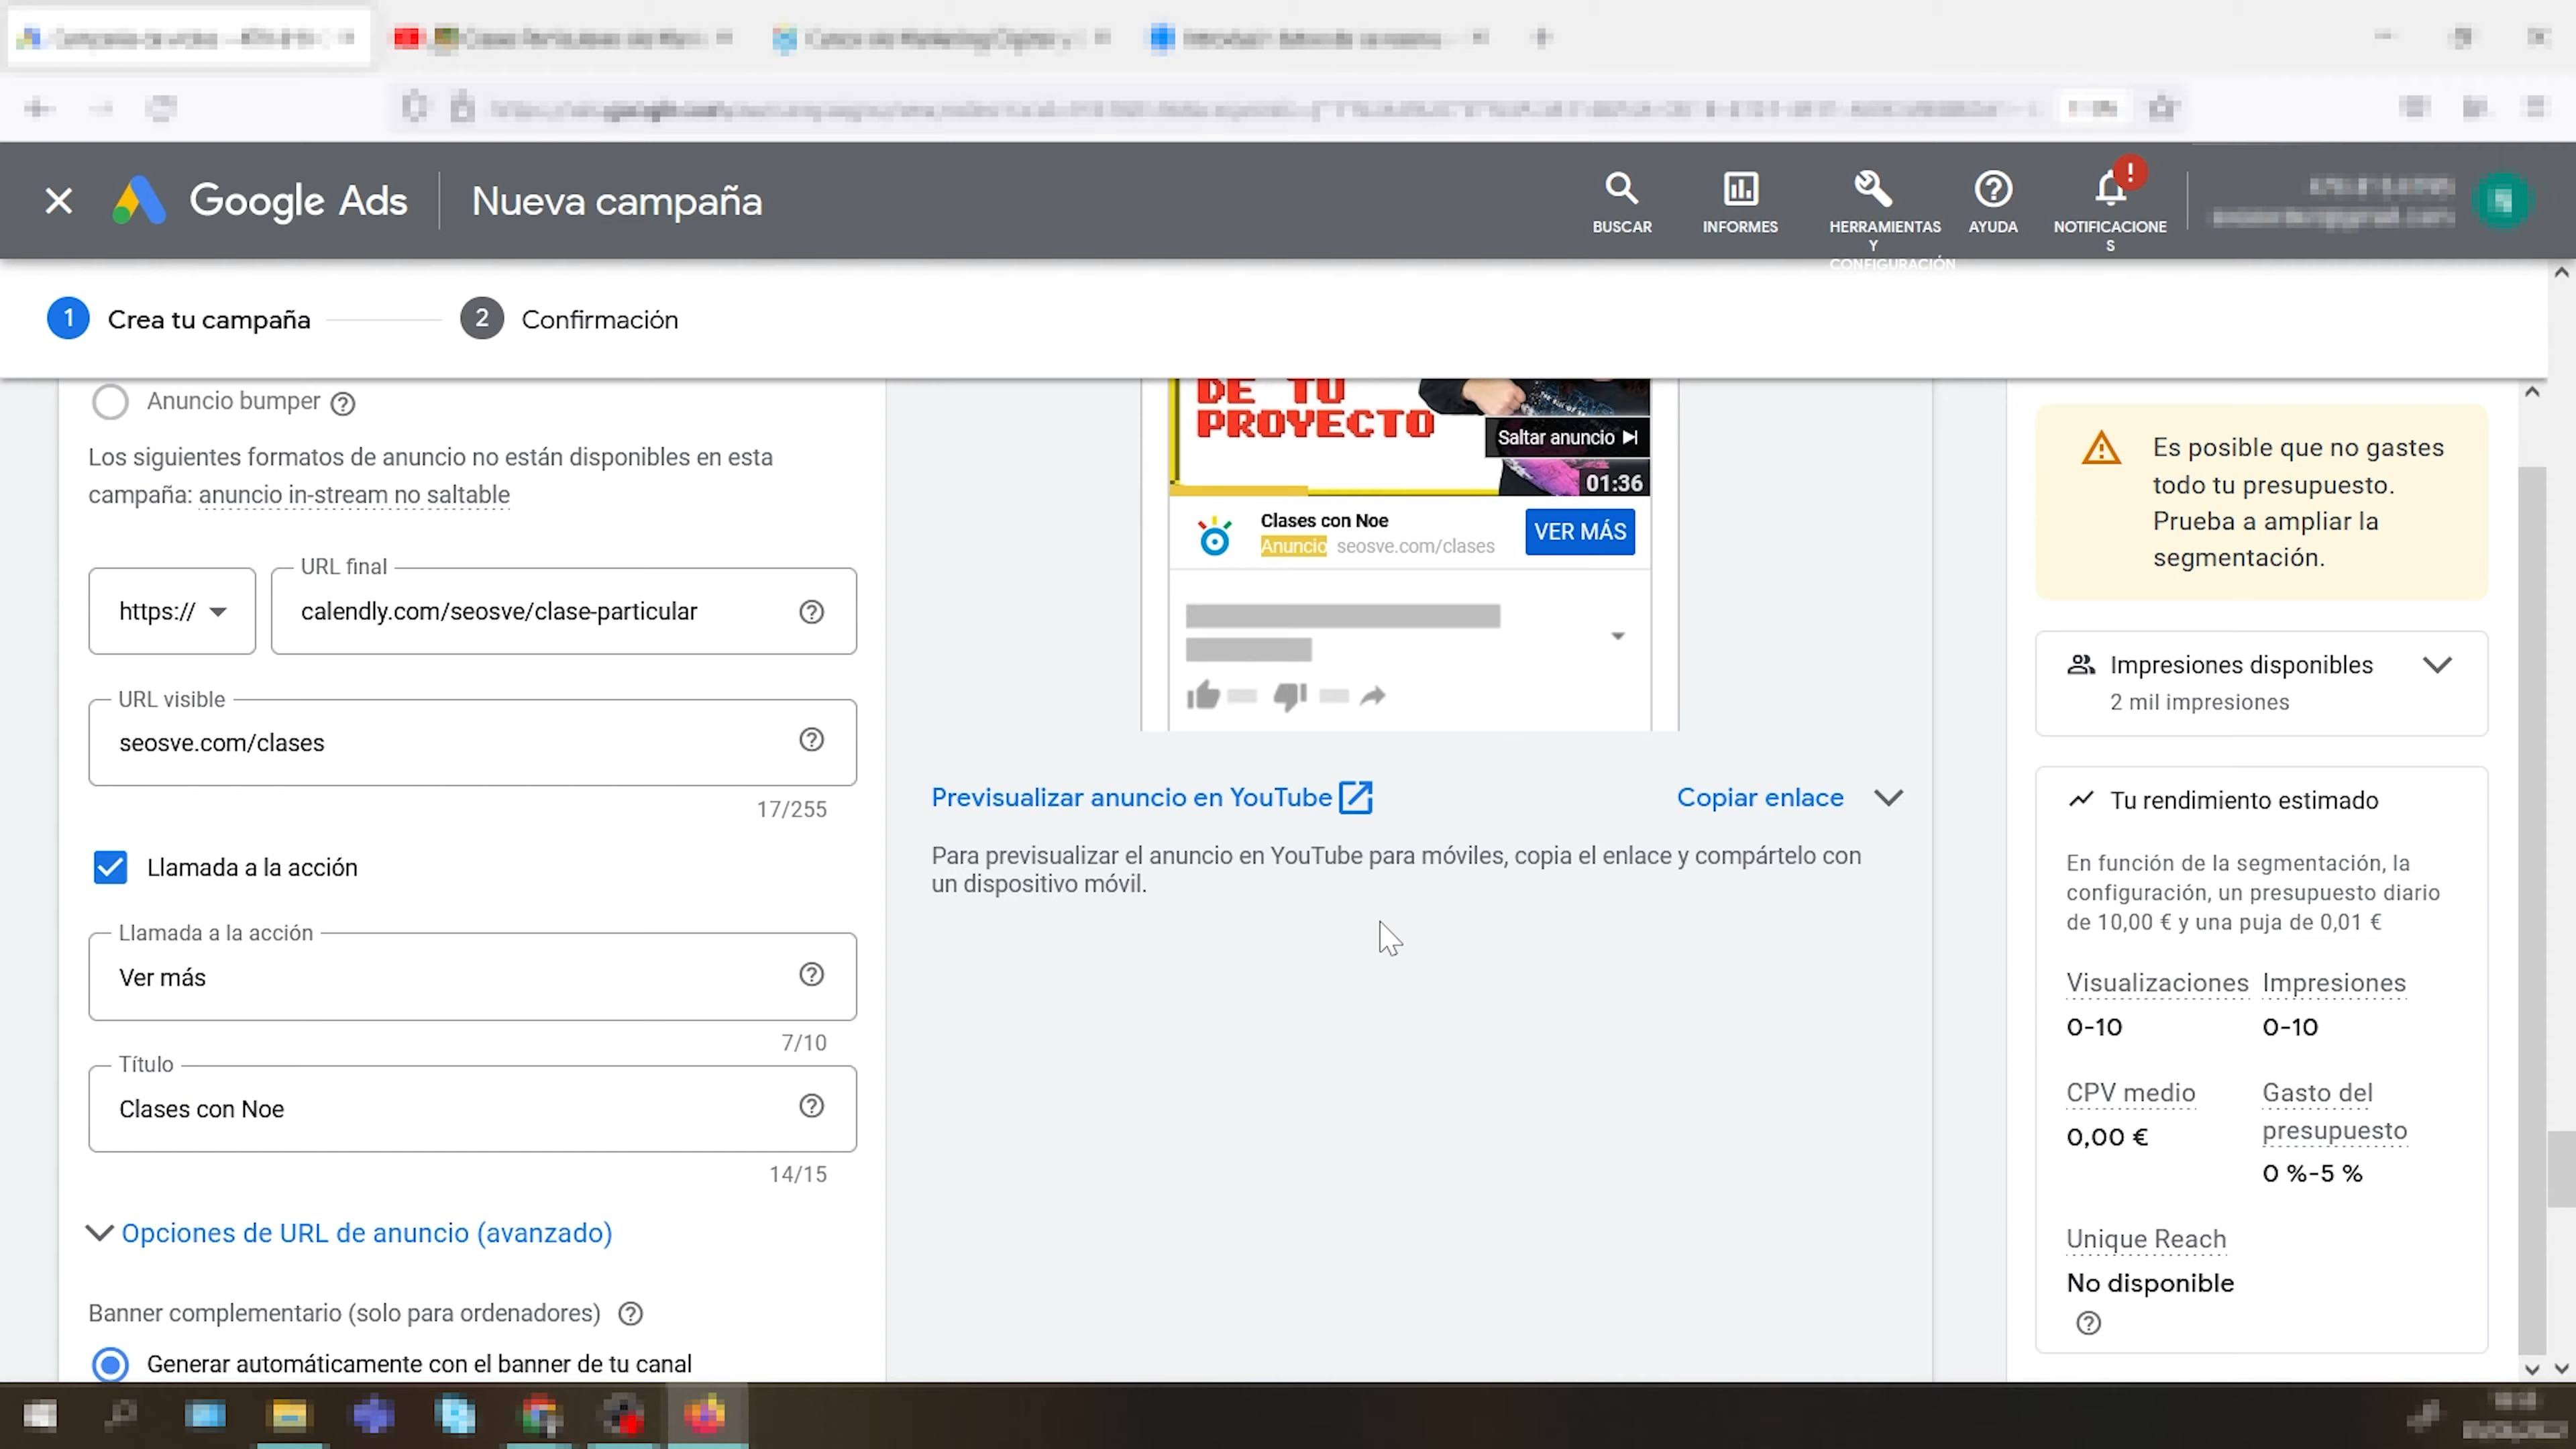 Google Ads
Nueva campaña
BUSCAR
INFORMES
HERRAMIENTAS
Y
CONFIGURACIÓN
AYUDA
NOTIFICACIONE
S
!
1 Crea tu campaña
2 Confirmación
Anuncio bumper
Los siguientes formatos de anuncio no están disponibles en esta
campaña: anuncio in-stream no saltable
URL final
https://
calendly.com/seosve/clase-particular
URL visible
seosve.com/clases
17/255
Llamada a la acción
Llamada a la acción
Ver más
7/10
Título
Clases con Noe
14/15
Opciones de URL de anuncio (avanzado)
Banner complementario (solo para ordenadores)
Generar automáticamente con el banner de tu canal
DE TU
PROYECTO
Saltar anuncio
01:36
Clases con Noe
Anuncio seosve.com/clases
VER MÁS
Previsualizar anuncio en YouTube
Copiar enlace
Para previsualizar el anuncio en YouTube para móviles, copia el enlace y compártelo con
un dispositivo móvil.
Es posible que no gastes
todo tu presupuesto.
Prueba a ampliar la
segmentación.
Impresiones disponibles
2 mil impresiones
Tu rendimiento estimado
En función de la segmentación, la
configuración, un presupuesto diario
de 10,00 € y una puja de 0,01 €
Visualizaciones Impresiones
0-10 0-10
CPV medio
0,00 €
Gasto del
presupuesto
0 %-5 %
Unique Reach
No disponible